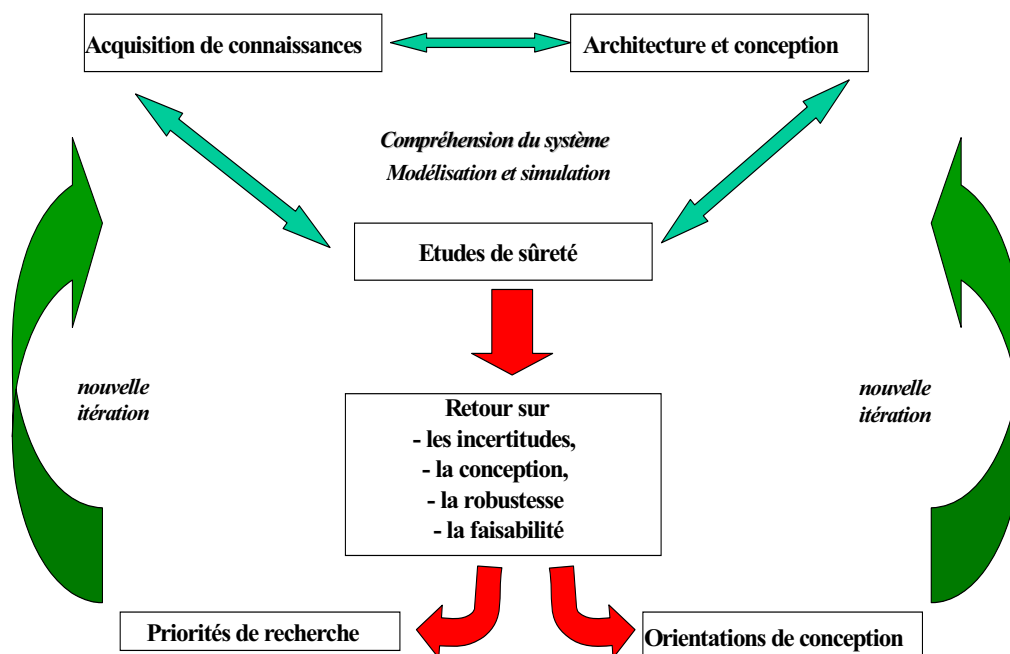 Acquisition de connaissances
Architecture et conception
Compréhension du système
Modélisation et simulation
Etudes de sûreté
nouvelle
itération
nouvelle
itération
Retour sur
- les incertitudes,
- la conception,
- la robustesse
- la faisabilité
Priorités de recherche
Orientations de conception